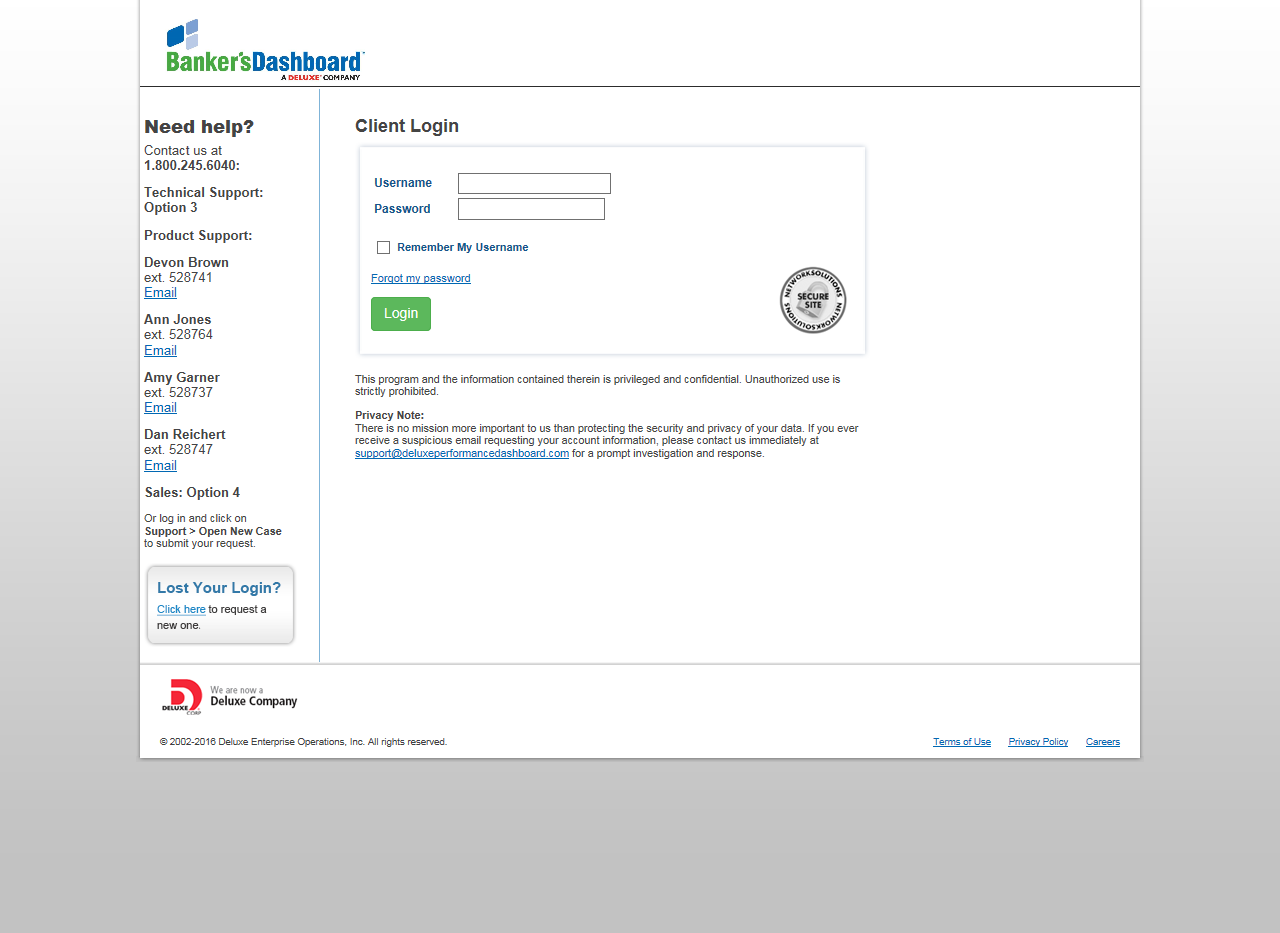 Banker'sDashboard
A DELUXE COMPANY
Need help?
Contact us at
1.800.245.6040:
Technical Support:
Option 3
Product Support:
Devon Brown
ext. 528741
Email
Ann Jones
ext. 528764
Email
Amy Garner
ext. 528737
Email
Dan Reichert
ext. 528747
Email
Sales: Option 4
Or log in and click on
Support > Open New Case
to submit your request.
Lost Your Login?
Click here to request a
new one.
Client Login
Username
Password
Remember My Username
Forgot my password
Login
NETWORKSOLUTIONS
SECURE
SITE
NETWORKSOLUTIONS
This program and the information contained therein is privileged and confidential. Unauthorized use is
strictly prohibited.
Privacy Note:
There is no mission more important to us than protecting the security and privacy of your data. If you ever
receive a suspicious email requesting your account information, please contact us immediately at
support@deluxeperformancedashboard.com for a prompt investigation and response.
DELUXE
CORP
We are now a
Deluxe Company
© 2002-2016 Deluxe Enterprise Operations, Inc. All rights reserved.
Terms of Use Privacy Policy Careers